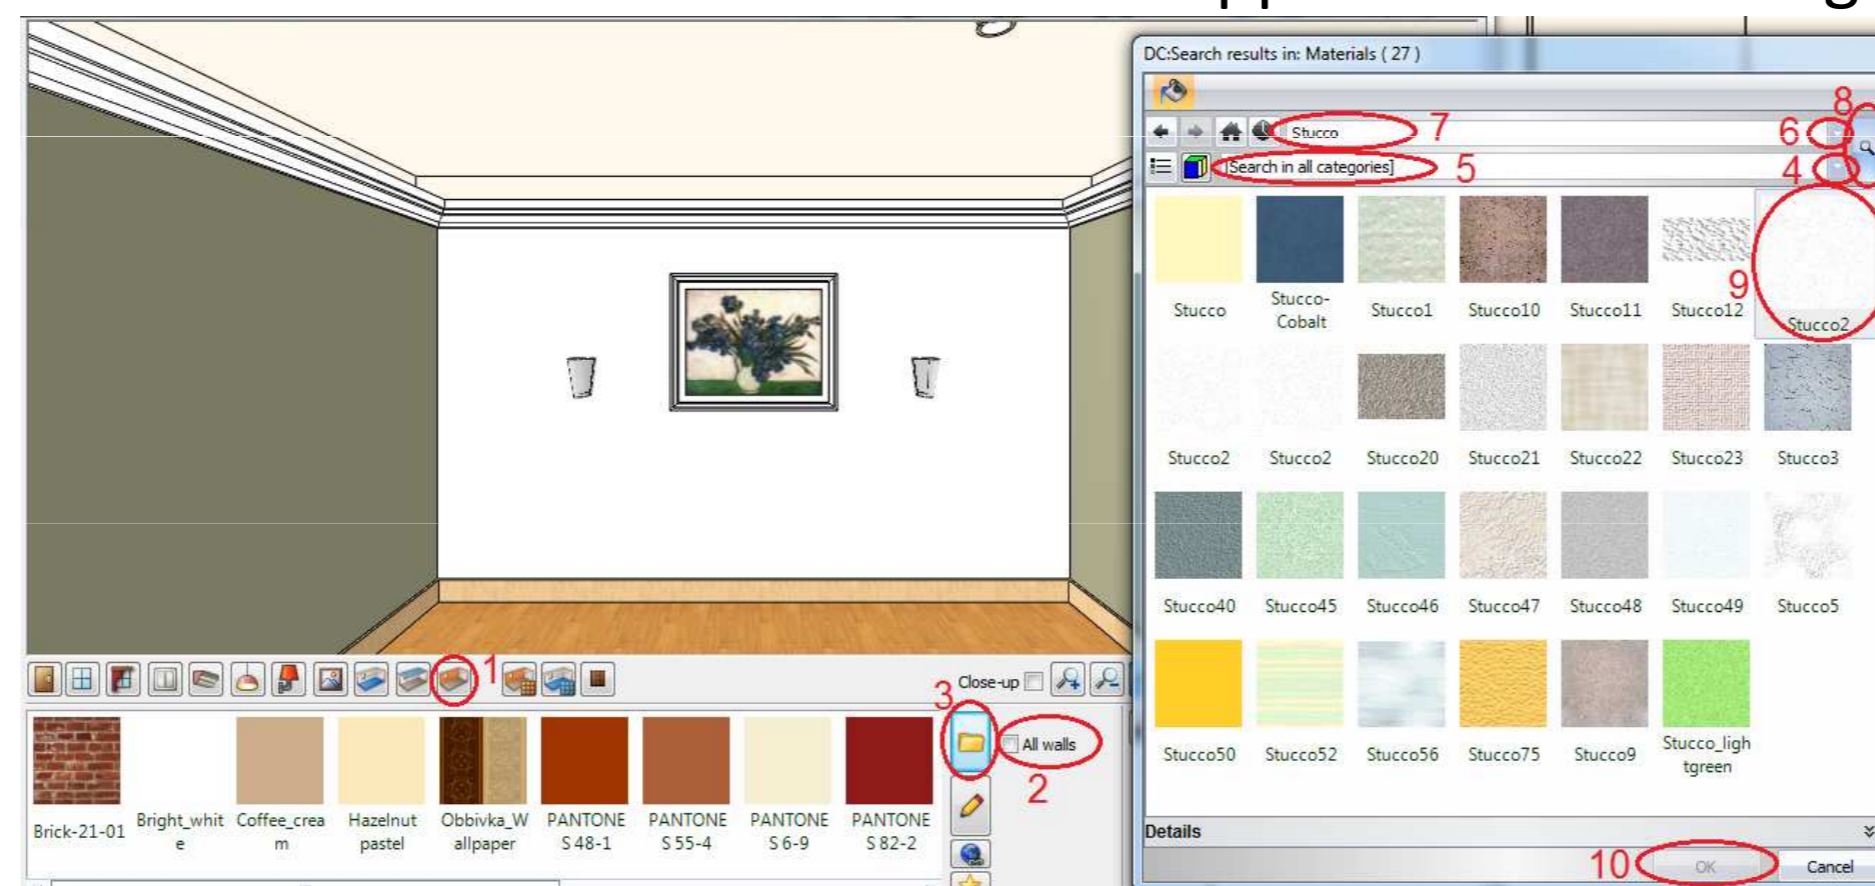 DC:Search results in: Materials ( 27 )
8
Stucco
7
6
[Search in all categories]
5
4
Stucco
Stucco-
Cobalt
Stucco1
Stucco10
Stucco11
Stucco12
9
Stucco2
Stucco2
Stucco2
Stucco20
Stucco21
Stucco22
Stucco23
Stucco3
Stucco40
Stucco45
Stucco46
Stucco47
Stucco48
Stucco49
Stucco5
Stucco50
Stucco52
Stucco56
Stucco75
Stucco9
Stucco_ligh
tgreen
Details
10
OK
Cancel
1
3
Close-up
All walls
2
Brick-21-01
Bright_whit
e
Coffee_crea
m
Hazelnut
pastel
Obbivka_W
allpaper
PANTONE
S 48-1
PANTONE
S 55-4
PANTONE
S 6-9
PANTONE
S 82-2